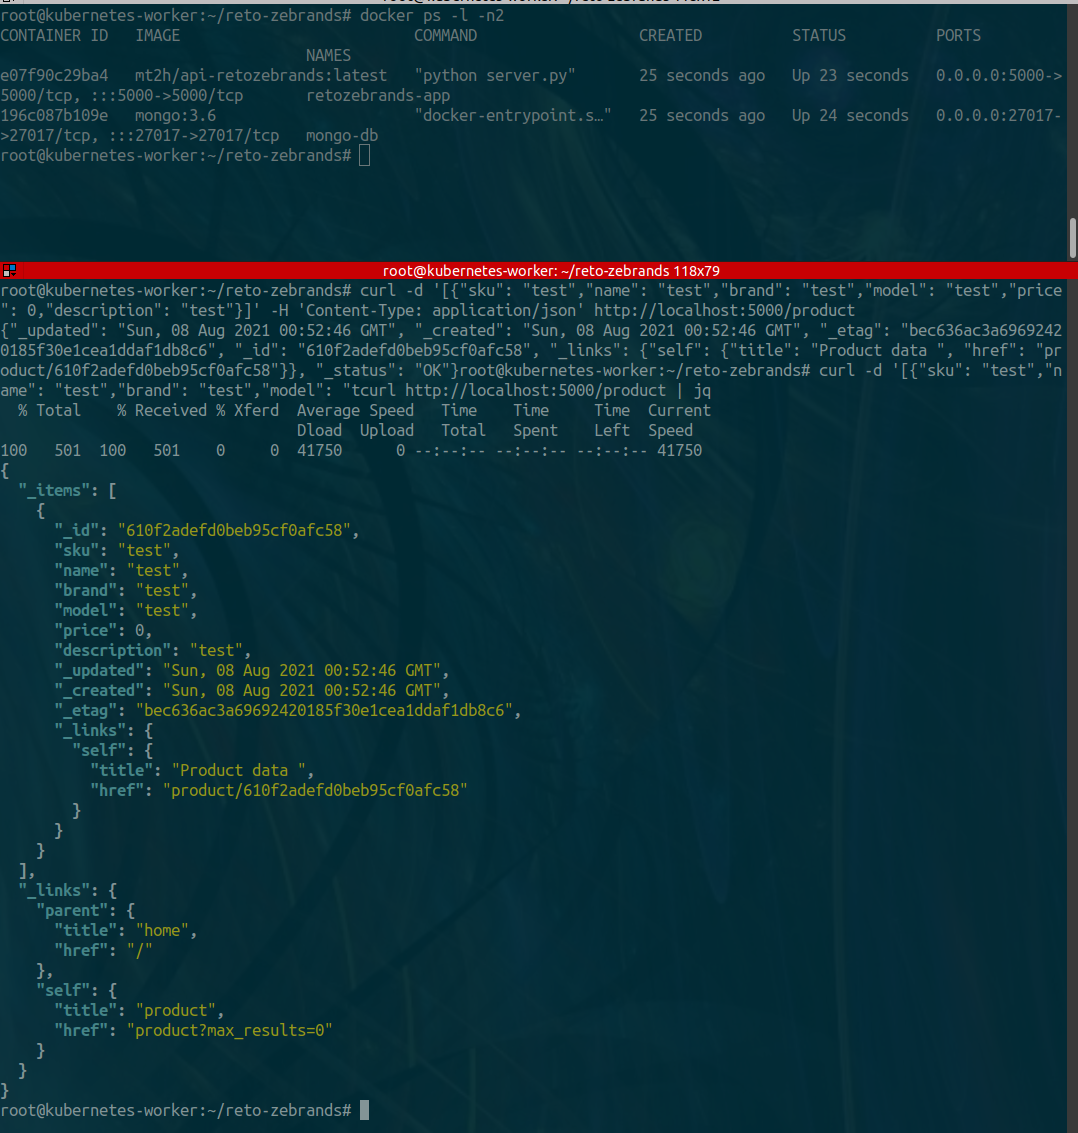 root@kubernetes-worker:~/reto-zebrands# docker ps -l -n2
CONTAINER ID   IMAGE                          COMMAND                  CREATED          STATUS          PORTS
                                  NAMES
e07f90c29ba4   mt2h/api-retozebrands:latest   "python server.py"       25 seconds ago   Up 23 seconds   0.0.0.0:5000->
5000/tcp, :::5000->5000/tcp       retozebrands-app
196c087b109e   mongo:3.6                      "docker-entrypoint.s…"   25 seconds ago   Up 24 seconds   0.0.0.0:27017-
>27017/tcp, :::27017->27017/tcp   mongo-db
root@kubernetes-worker:~/reto-zebrands#
root@kubernetes-worker: ~/reto-zebrands 118x79
root@kubernetes-worker:~/reto-zebrands# curl -d '[{"sku": "test","name": "test","brand": "test","model": "test","price
": 0,"description": "test"}]' -H 'Content-Type: application/json' http://localhost:5000/product
{"_updated": "Sun, 08 Aug 2021 00:52:46 GMT", "_created": "Sun, 08 Aug 2021 00:52:46 GMT", "_etag": "bec636ac3a6969242
0185f30e1cea1ddaf1db8c6", "_id": "610f2adefd0beb95cf0afc58", "_links": {"self": {"title": "Product data ", "href": "pr
oduct/610f2adefd0beb95cf0afc58"}}, "_status": "OK"}root@kubernetes-worker:~/reto-zebrands# curl -d '[{"sku": "test","n
ame": "test","brand": "test","model": "tcurl http://localhost:5000/product | jq
  % Total    % Received % Xferd  Average Speed   Time    Time     Time  Current
                                 Dload  Upload   Total   Spent    Left  Speed
100   501  100   501    0     0  41750      0 --:--:-- --:--:-- --:--:-- 41750
{
  "_items": [
    {
      "_id": "610f2adefd0beb95cf0afc58",
      "sku": "test",
      "name": "test",
      "brand": "test",
      "model": "test",
      "price": 0,
      "description": "test",
      "_updated": "Sun, 08 Aug 2021 00:52:46 GMT",
      "_created": "Sun, 08 Aug 2021 00:52:46 GMT",
      "_etag": "bec636ac3a69692420185f30e1cea1ddaf1db8c6",
      "_links": {
        "self": {
          "title": "Product data ",
          "href": "product/610f2adefd0beb95cf0afc58"
        }
      }
    }
  ],
  "_links": {
    "parent": {
      "title": "home",
      "href": "/"
    },
    "self": {
      "title": "product",
      "href": "product?max_results=0"
    }
  }
}
root@kubernetes-worker:~/reto-zebrands#